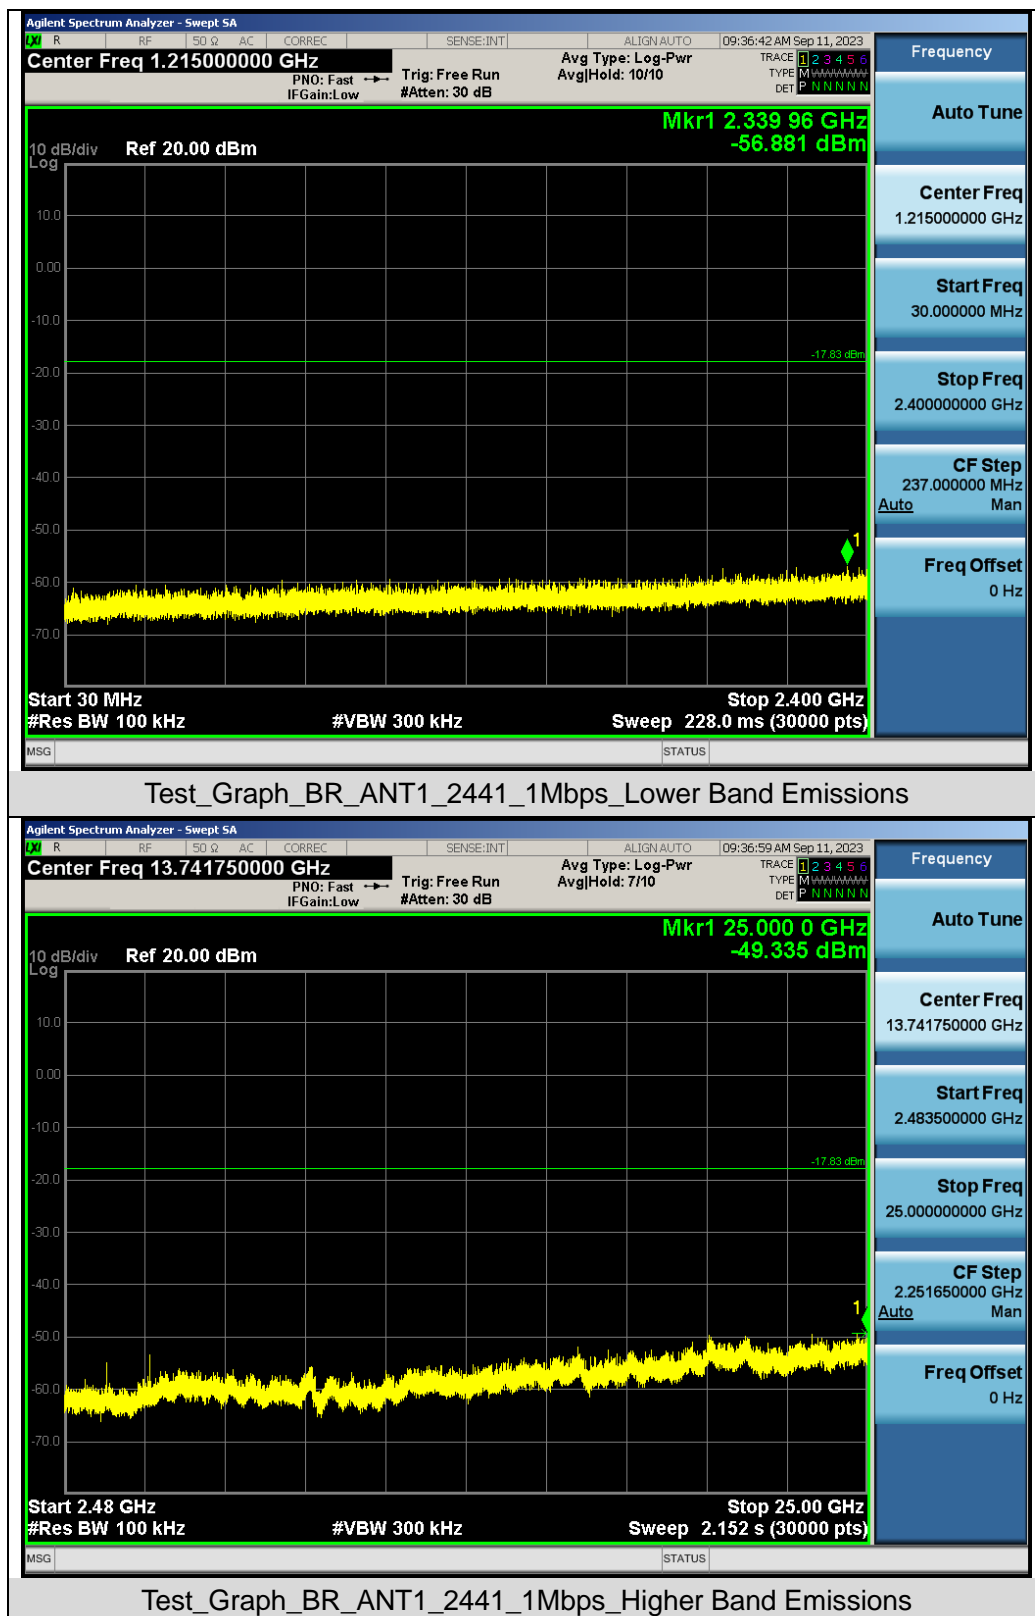 Agilent Spectrum Analyzer - Swept SA
LXI R RF 50 Ω AC CORREC SENSE:INT ALIGN AUTO 09:36:42 AM Sep 11, 2023
Center Freq 1.215000000 GHz
PNO: Fast
IFGain:Low
Trig: Free Run
#Atten: 30 dB
Avg Type: Log-Pwr
Avg|Hold: 10/10
TRACE 1 2 3 4 5 6
TYPE M
DET P N N N N N
Frequency
Auto Tune
Center Freq
1.215000000 GHz
Start Freq
30.000000 MHz
Stop Freq
2.400000000 GHz
CF Step
237.000000 MHz
Auto Man
Freq Offset
0 Hz
Mkr1 2.339 96 GHz
-56.881 dBm
10 dB/div Ref 20.00 dBm
Log
10.0
0.00
-10.0
-17.83 dBm
-20.0
-30.0
-40.0
-50.0
1
-60.0
-70.0
Start 30 MHz Stop 2.400 GHz
#Res BW 100 kHz #VBW 300 kHz Sweep 228.0 ms (30000 pts)
MSG STATUS
Test_Graph_BR_ANT1_2441_1Mbps_Lower Band Emissions
Agilent Spectrum Analyzer - Swept SA
LXI R RF 50 Ω AC CORREC SENSE:INT ALIGN AUTO 09:36:59 AM Sep 11, 2023
Center Freq 13.741750000 GHz
PNO: Fast
IFGain:Low
Trig: Free Run
#Atten: 30 dB
Avg Type: Log-Pwr
Avg|Hold: 7/10
TRACE 1 2 3 4 5 6
TYPE M
DET P N N N N N
Frequency
Auto Tune
Center Freq
13.741750000 GHz
Start Freq
2.483500000 GHz
Stop Freq
25.000000000 GHz
CF Step
2.251650000 GHz
Auto Man
Freq Offset
0 Hz
Mkr1 25.000 0 GHz
-49.335 dBm
10 dB/div Ref 20.00 dBm
Log
10.0
0.00
-10.0
-17.83 dBm
-20.0
-30.0
-40.0
1
-50.0
-60.0
-70.0
Start 2.48 GHz Stop 25.00 GHz
#Res BW 100 kHz #VBW 300 kHz Sweep 2.152 s (30000 pts)
MSG STATUS
Test_Graph_BR_ANT1_2441_1Mbps_Higher Band Emissions